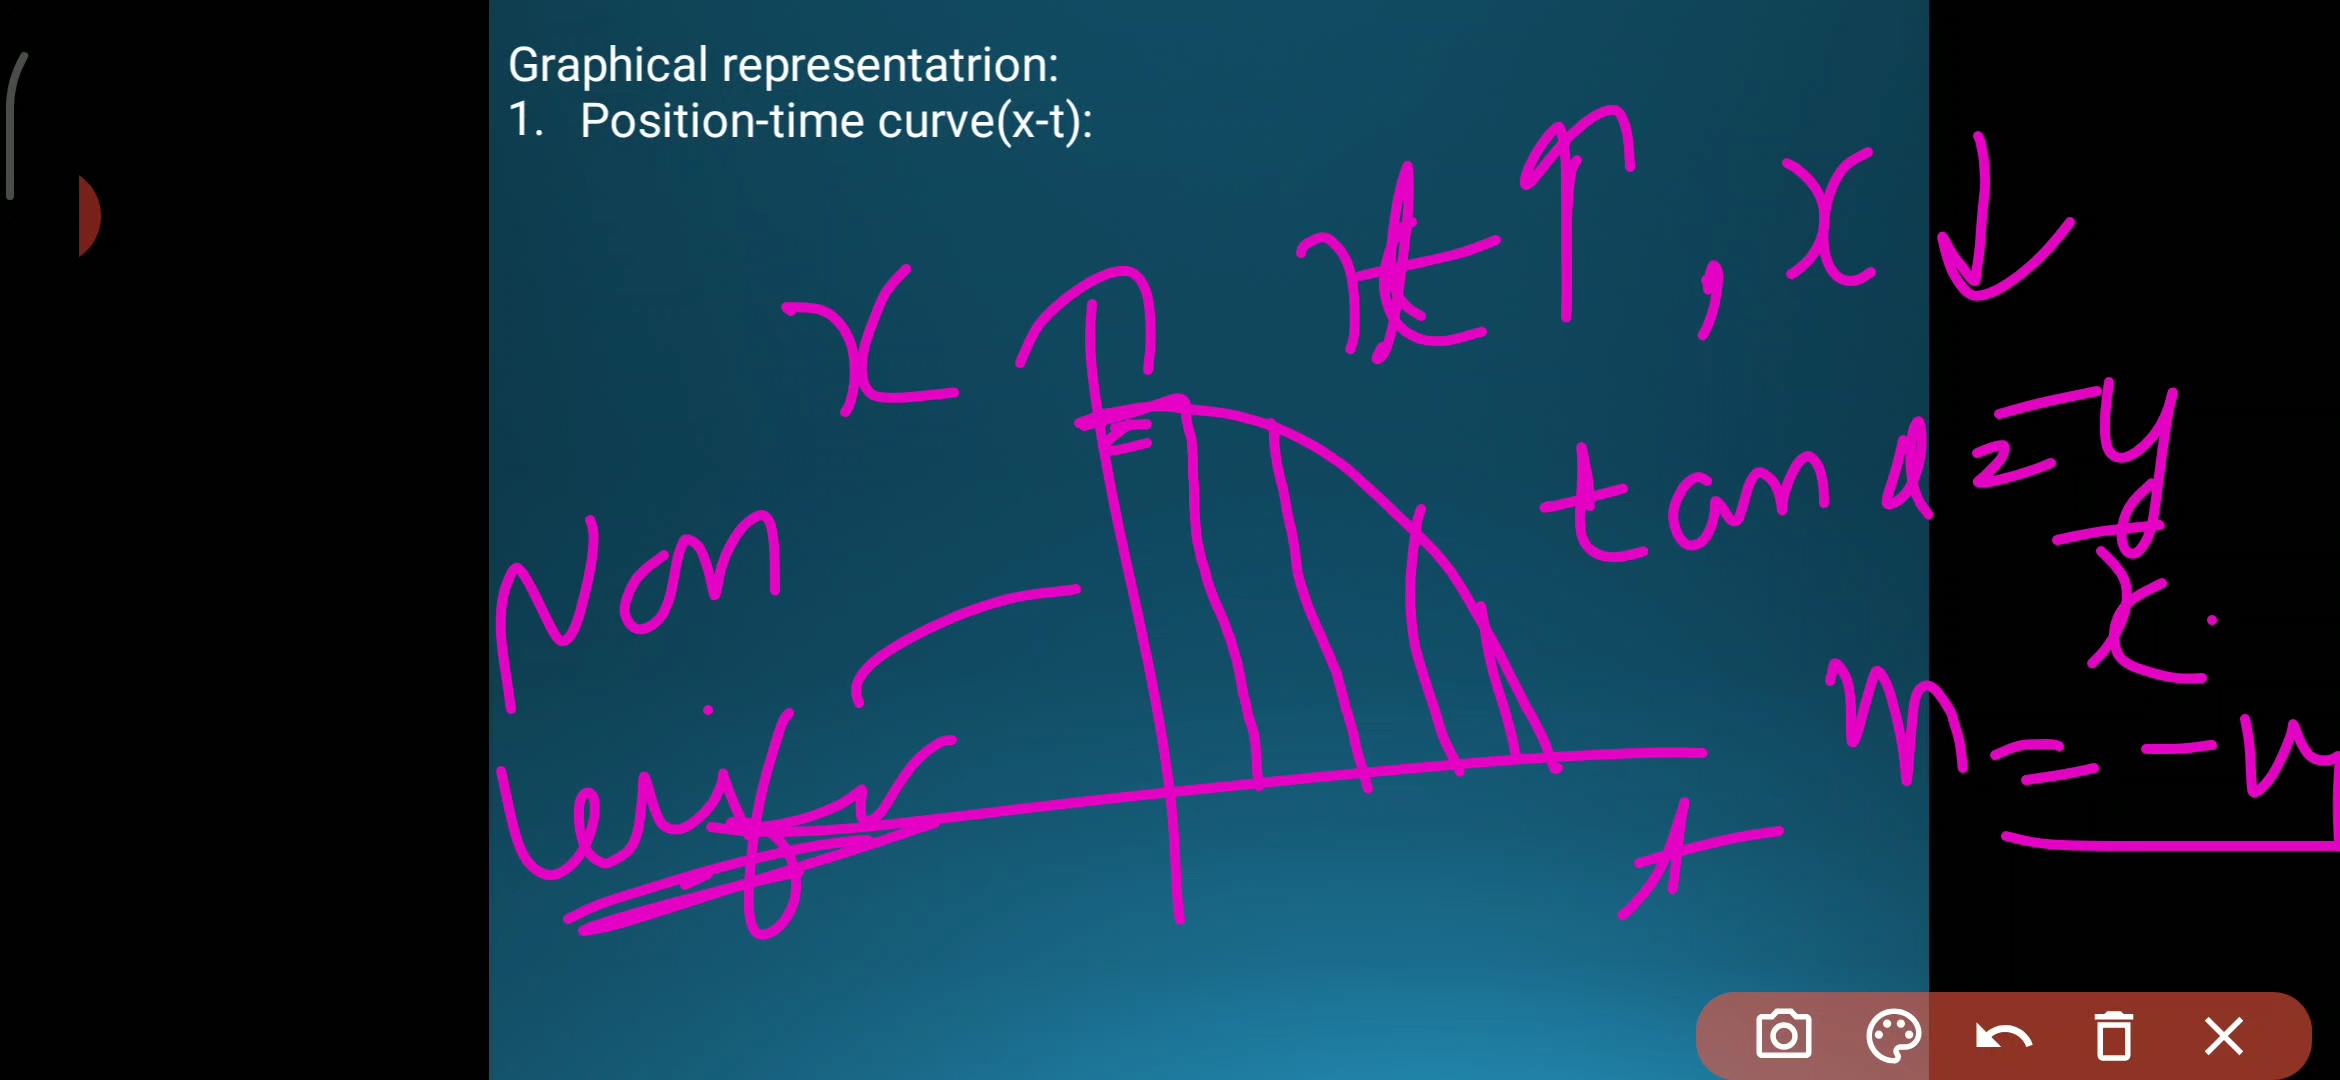 Graphical representatrion:
1. Position-time curve(x-t):
t ↑, x ↓
x
tan α = -y
x
Non
m = -
t